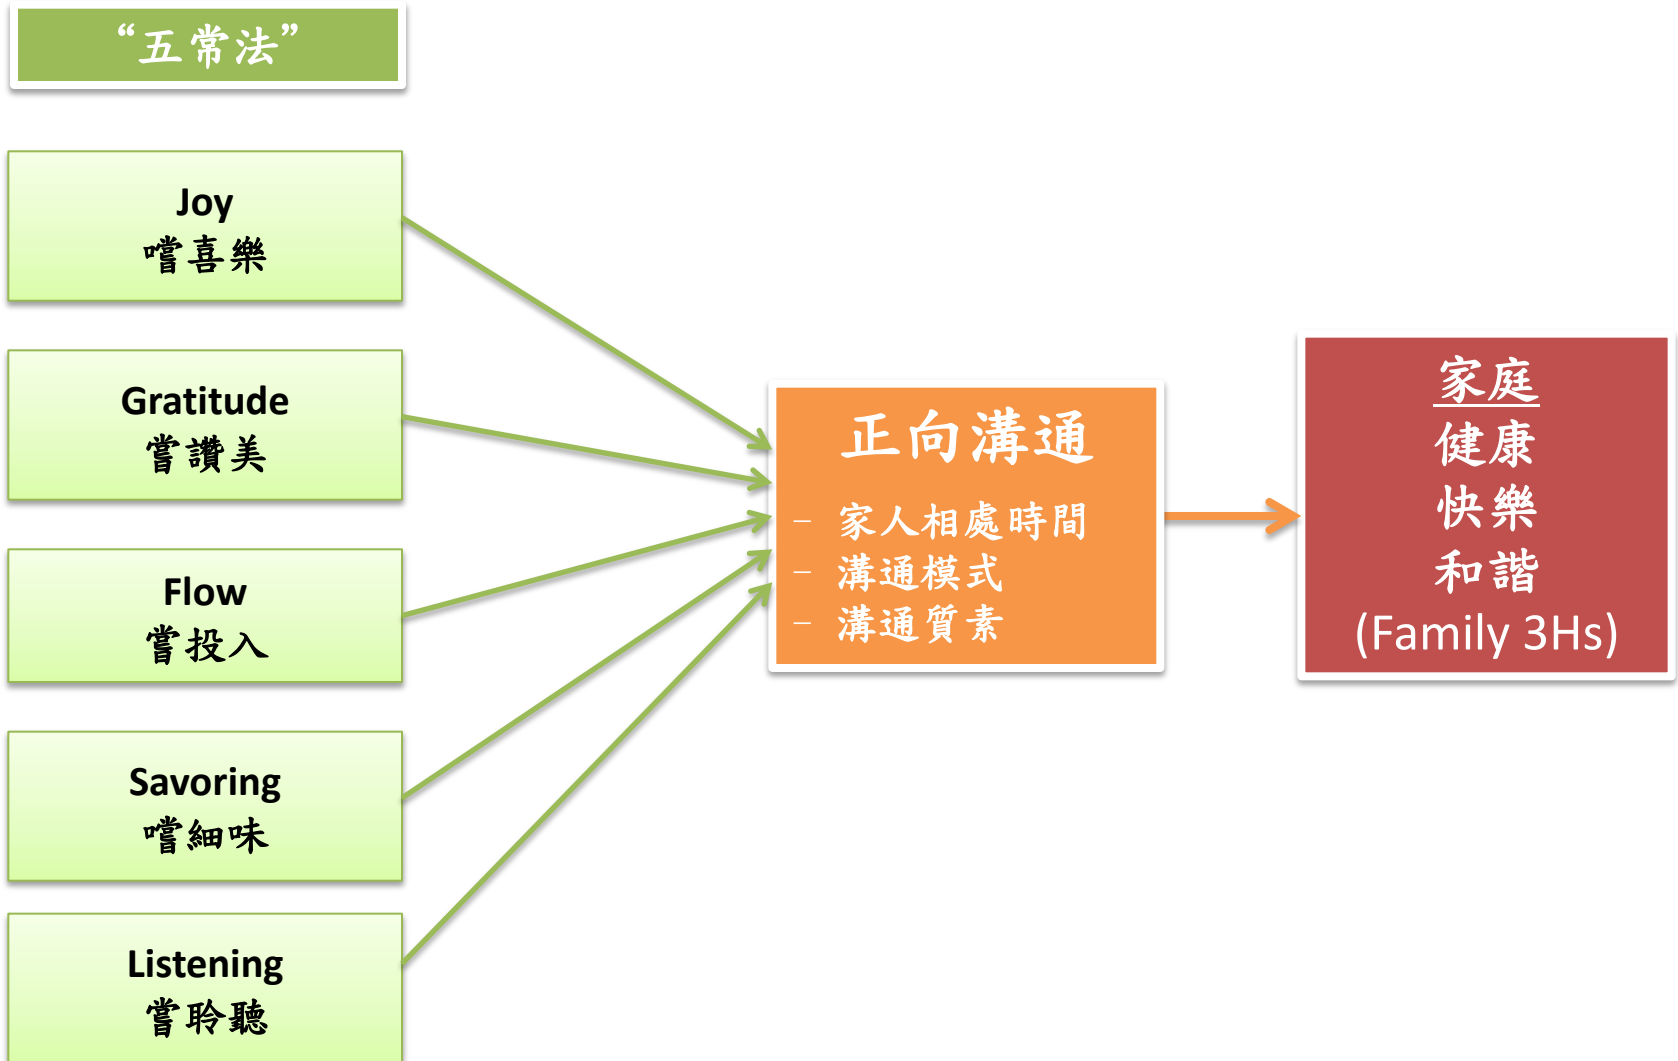 “五常法”
Joy
嚐喜樂
Gratitude
嘗讚美
Flow
嘗投入
Savoring
嚐細味
Listening
嘗聆聽
正向溝通
– 家人相處時間
– 溝通模式
– 溝通質素
家庭
健康
快樂
和諧
(Family 3Hs)